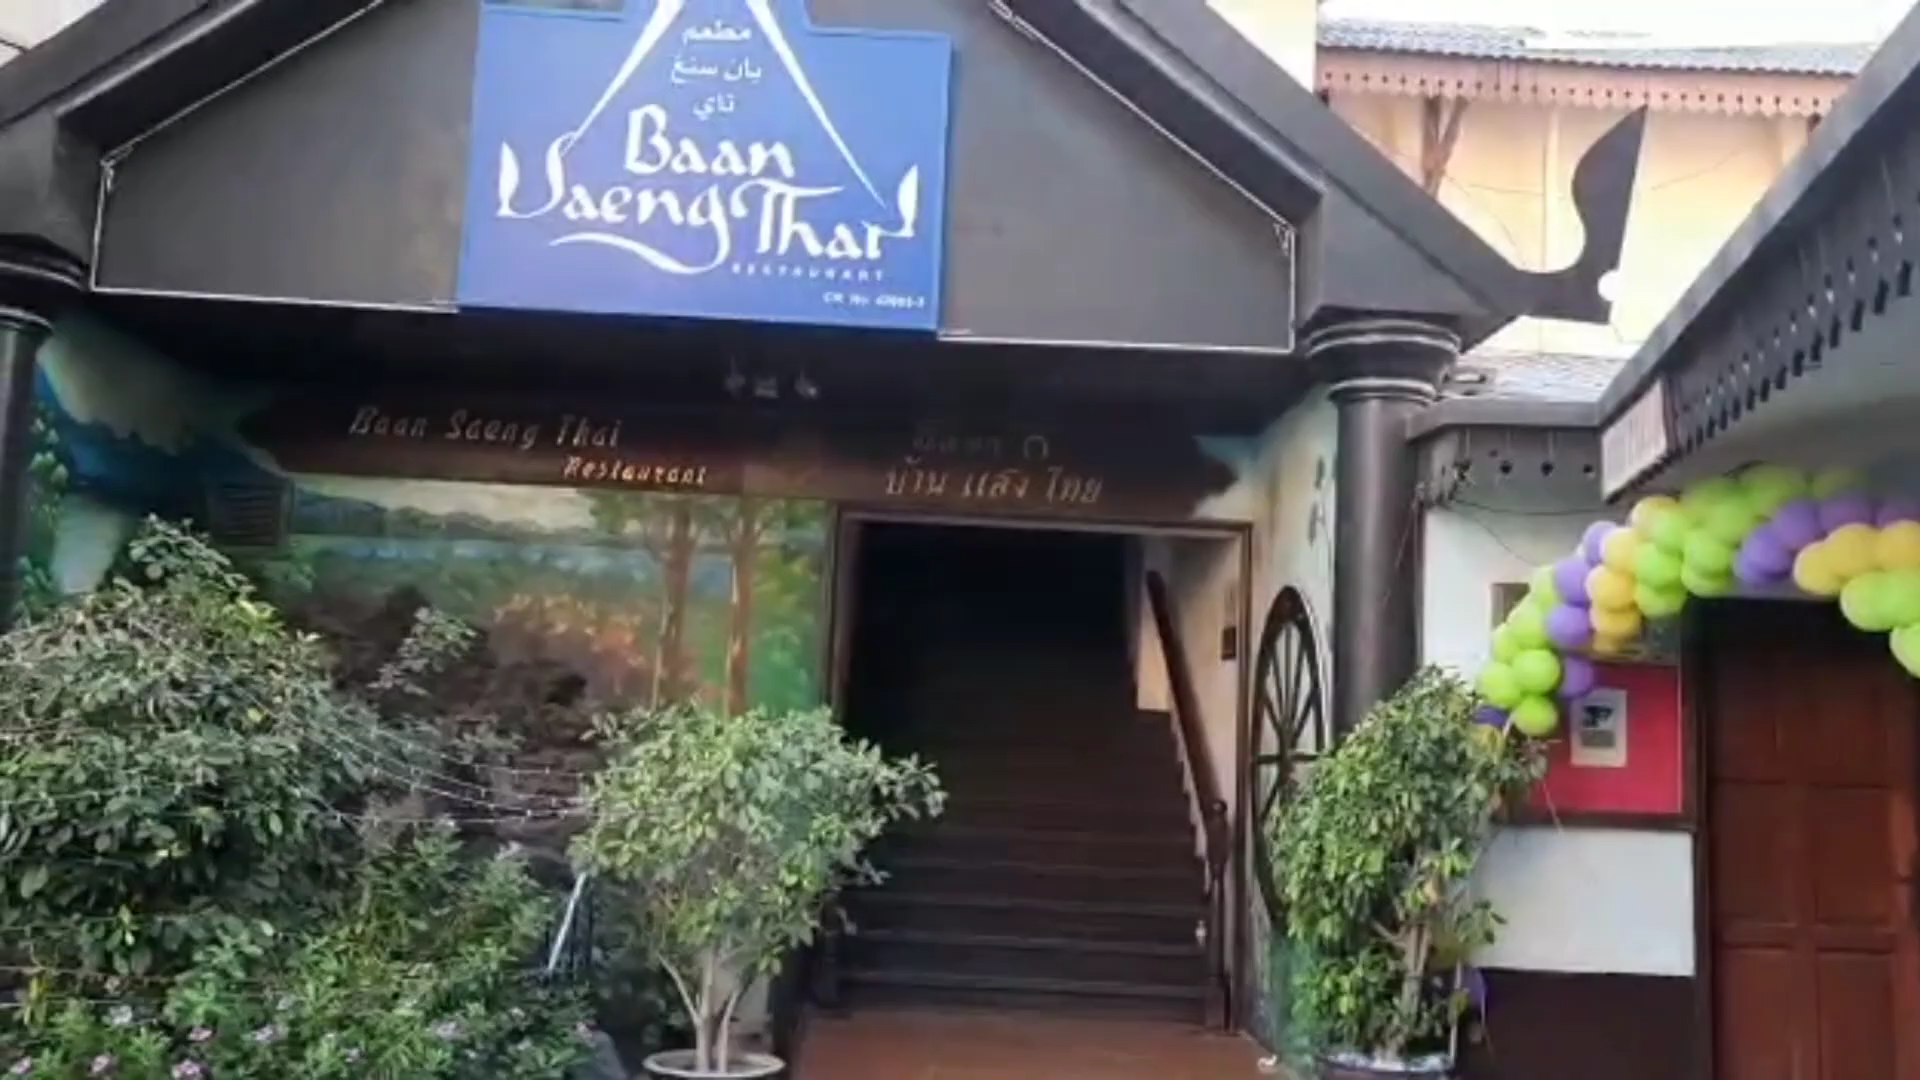 مطعم
بان سنغ
تاي
Baan
Saeng Thai
RESTAURANT
Baan Saeng Thai
Restaurant
บ้าน แสง ไทย